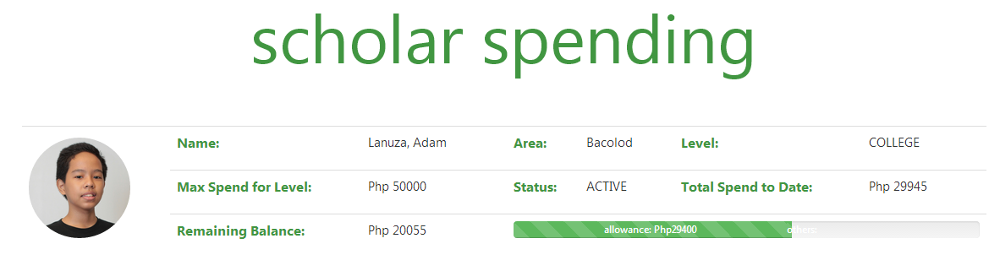 scholar spending
Name: Lanuza, Adam Area: Bacolod Level: COLLEGE
Max Spend for Level: Php 50000 Status: ACTIVE Total Spend to Date: Php 29945
Remaining Balance: Php 20055 allowance: Php29400 others: